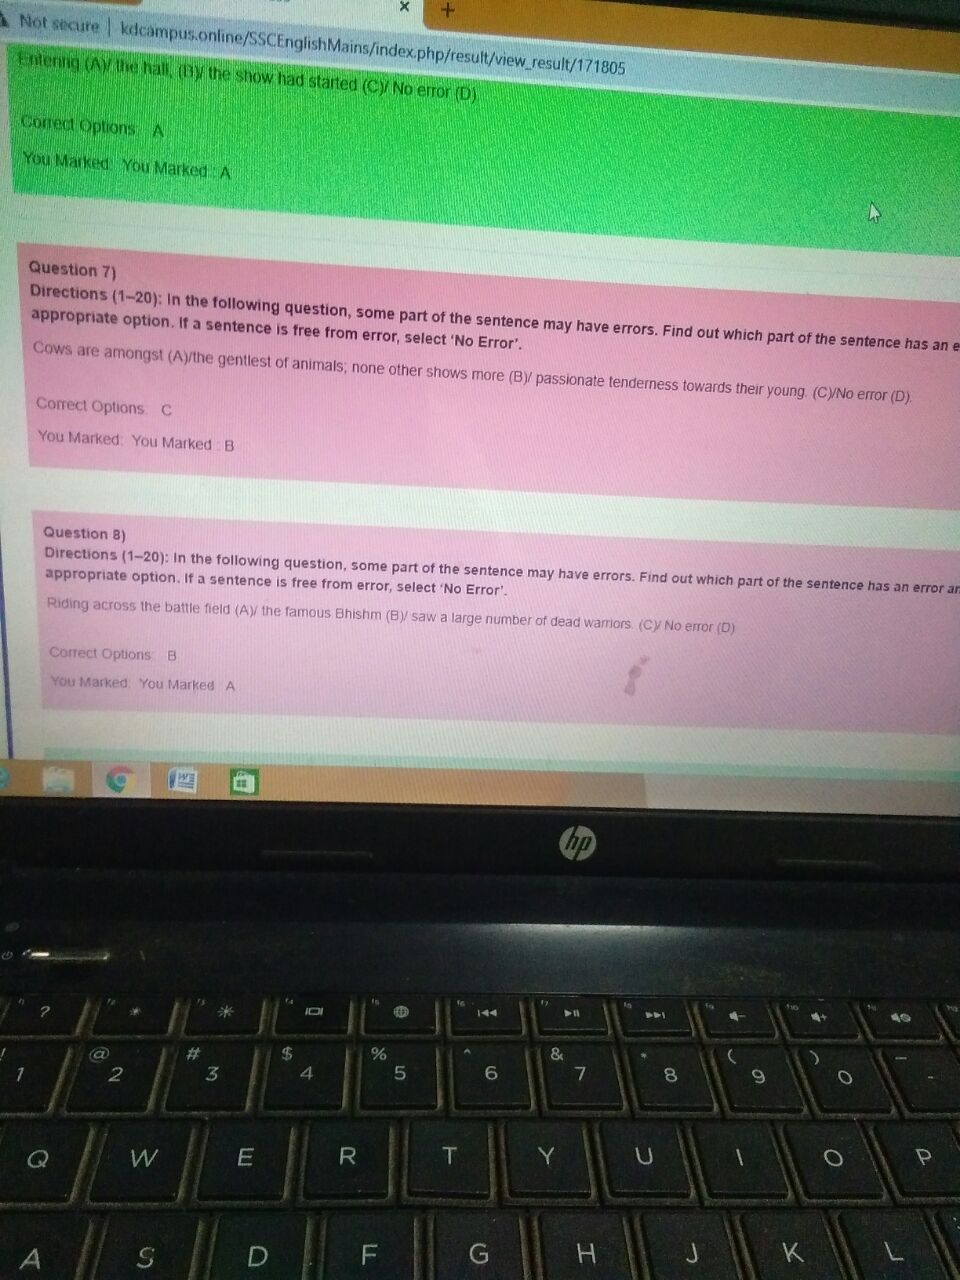 x +
Not secure | kdcampus.online/SSCEnglishMains/index.php/result/view_result/171805
Entering (A)/ the hall, (B)/ the show had started (C)/ No error (D)
Correct Options: A
You Marked: You Marked : A
Question 7)
Directions (1–20): In the following question, some part of the sentence may have errors. Find out which part of the sentence has an e
appropriate option. If a sentence is free from error, select ‘No Error’.
Cows are amongst (A)/the gentlest of animals; none other shows more (B)/ passionate tenderness towards their young. (C)/No error (D).
Correct Options: C
You Marked: You Marked : B
Question 8)
Directions (1–20): In the following question, some part of the sentence may have errors. Find out which part of the sentence has an error an
appropriate option. If a sentence is free from error, select ‘No Error’.
Riding across the battle field (A)/ the famous Bhishm (B)/ saw a large number of dead warriors. (C)/ No error (D)
Correct Options: B
You Marked: You Marked : A
hp
?
! @ # $ % ^ & * ( ) _
1 2 3 4 5 6 7 8 9 0 -
Q W E R T Y U I O P
A S D F G H J K L